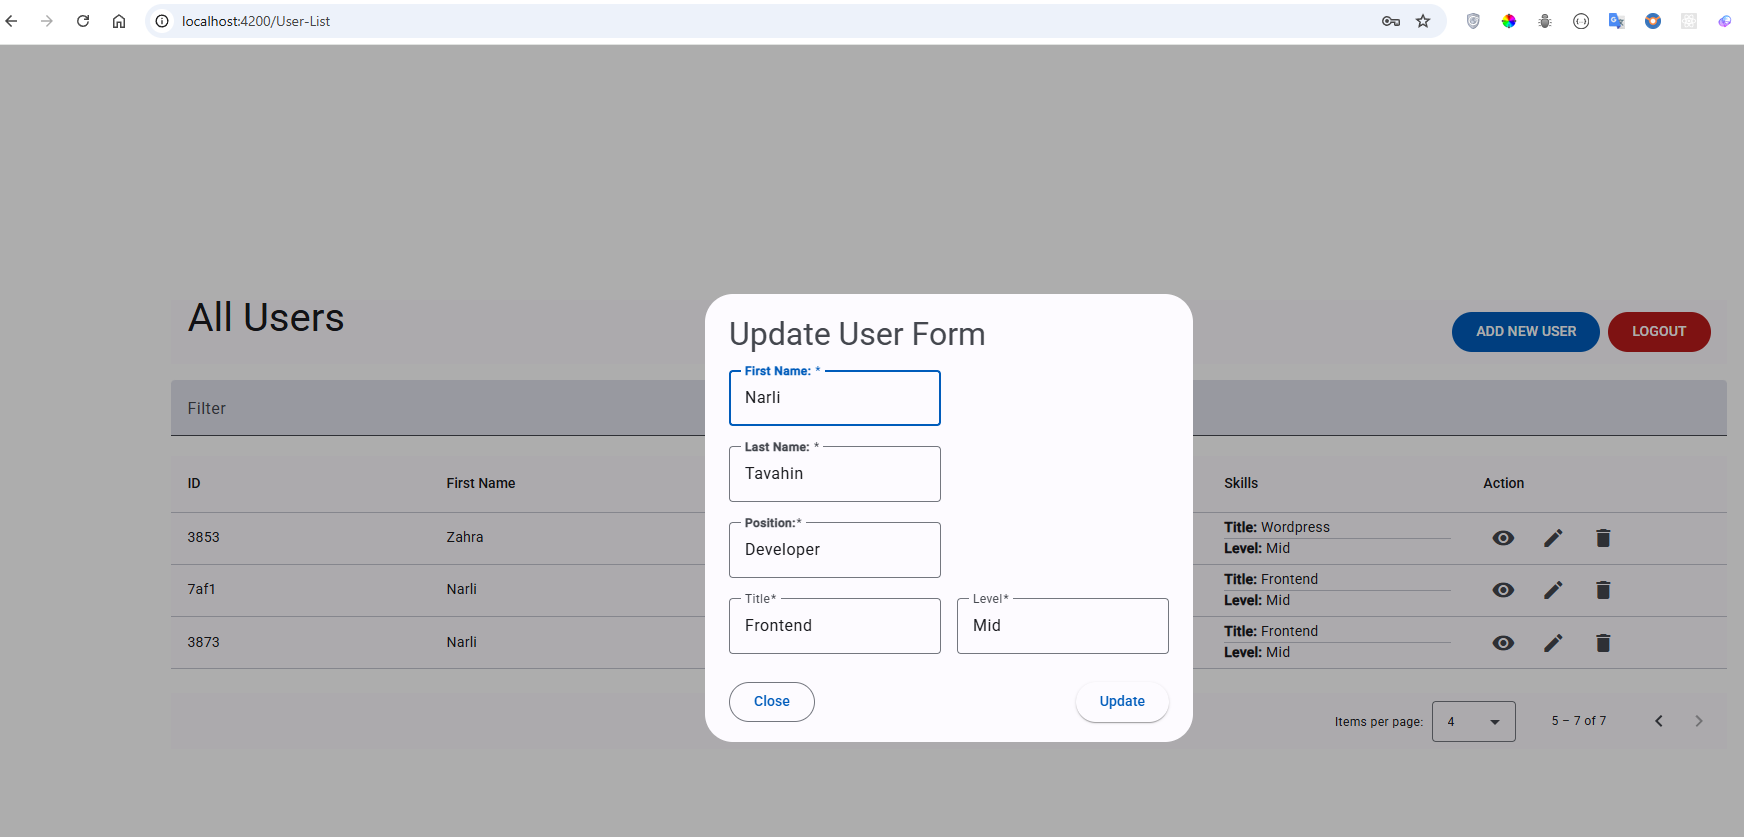 localhost:4200/User-List
All Users
ADD NEW USER
LOGOUT
Filter
ID First Name Skills Action
3853 Zahra Title: Wordpress
Level: Mid
7af1 Narli Title: Frontend
Level: Mid
3873 Narli Title: Frontend
Level: Mid
Items per page: 4 5 – 7 of 7
Update User Form
First Name: *
Narli
Last Name: *
Tavahin
Position:*
Developer
Title* Level*
Frontend Mid
Close Update